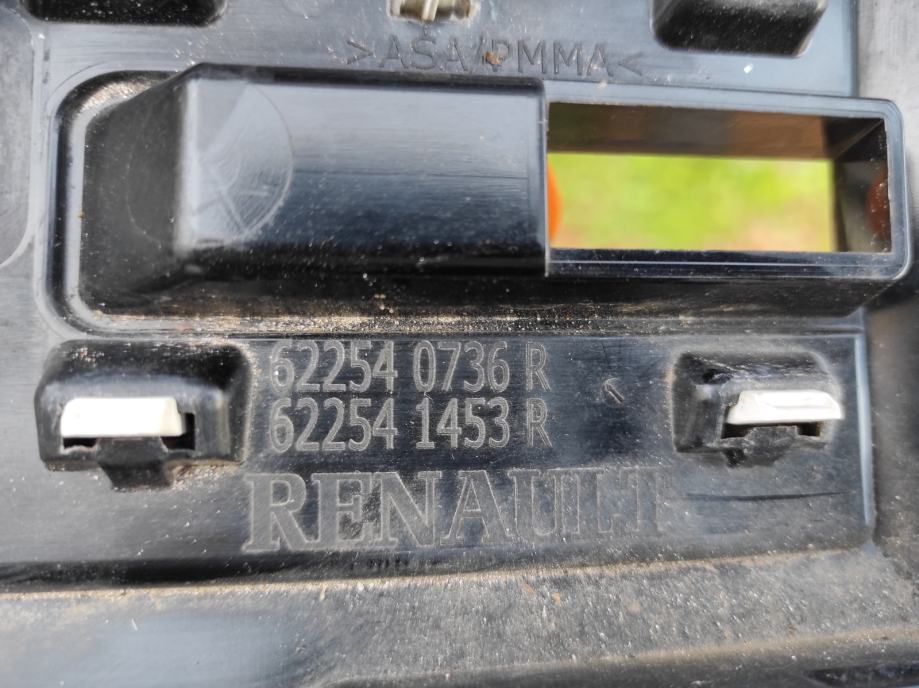 >ASA/PMMA<
62254 0736 R
62254 1453 R
RENAULT